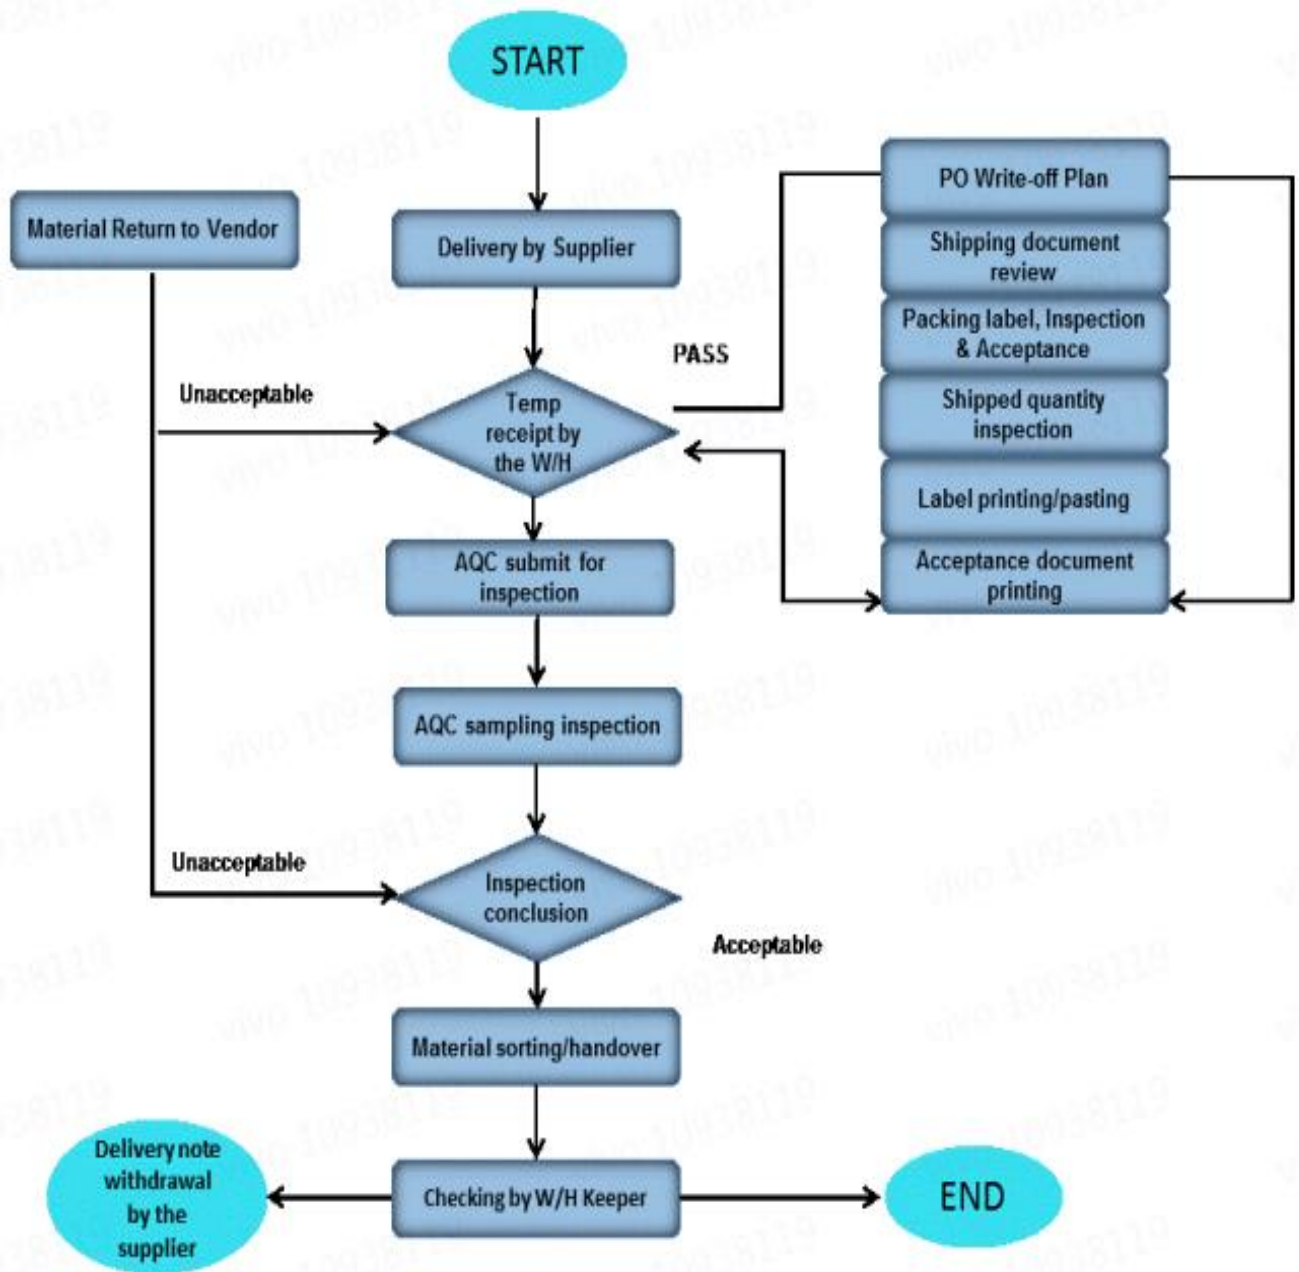 START
Material Return to Vendor
Delivery by Supplier
PO Write-off Plan
Shipping document
review
Packing label, Inspection
& Acceptance
Shipped quantity
inspection
Label printing/pasting
Acceptance document
printing
PASS
Unacceptable
Temp
receipt by
the W/H
AQC submit for
inspection
AQC sampling inspection
Unacceptable
Inspection
conclusion
Acceptable
Material sorting/handover
Delivery note
withdrawal
by the
supplier
Checking by W/H Keeper
END
vivo 10938119